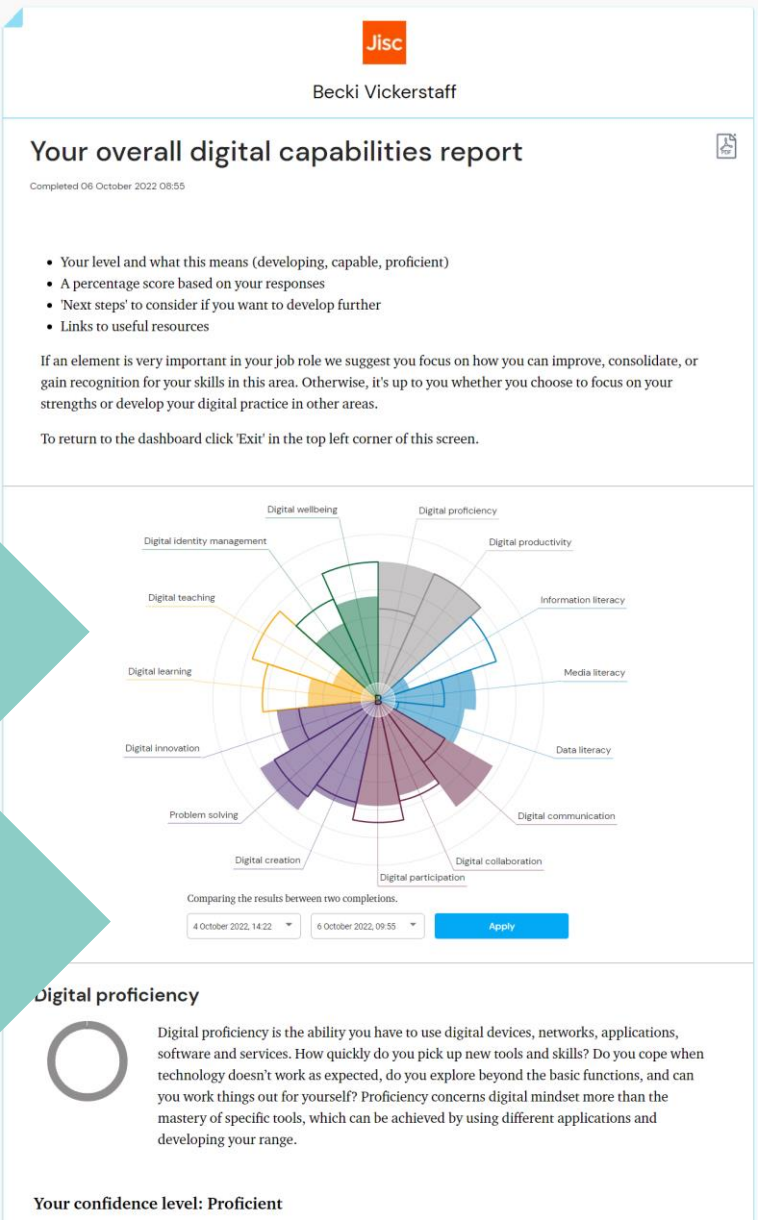 Jisc
Becki Vickerstaff
Your overall digital capabilities report
PDF
Completed 06 October 2022 08:55
Your level and what this means (developing, capable, proficient)
A percentage score based on your responses
'Next steps' to consider if you want to develop further
Links to useful resources
If an element is very important in your job role we suggest you focus on how you can improve, consolidate, or
gain recognition for your skills in this area. Otherwise, it's up to you whether you choose to focus on your
strengths or develop your digital practice in other areas.
To return to the dashboard click 'Exit' in the top left corner of this screen.
Digital wellbeing
Digital proficiency
Digital identity management
Digital productivity
Digital teaching
Information literacy
Digital learning
Media literacy
Digital innovation
Data literacy
Problem solving
Digital communication
Digital creation
Digital collaboration
Digital participation
Comparing the results between two completions.
4 October 2022, 14:22
6 October 2022, 09:55
Apply
Digital proficiency
Digital proficiency is the ability you have to use digital devices, networks, applications,
software and services. How quickly do you pick up new tools and skills? Do you cope when
technology doesn't work as expected, do you explore beyond the basic functions, and can
you work things out for yourself? Proficiency concerns digital mindset more than the
mastery of specific tools, which can be achieved by using different applications and
developing your range.
Your confidence level: Proficient